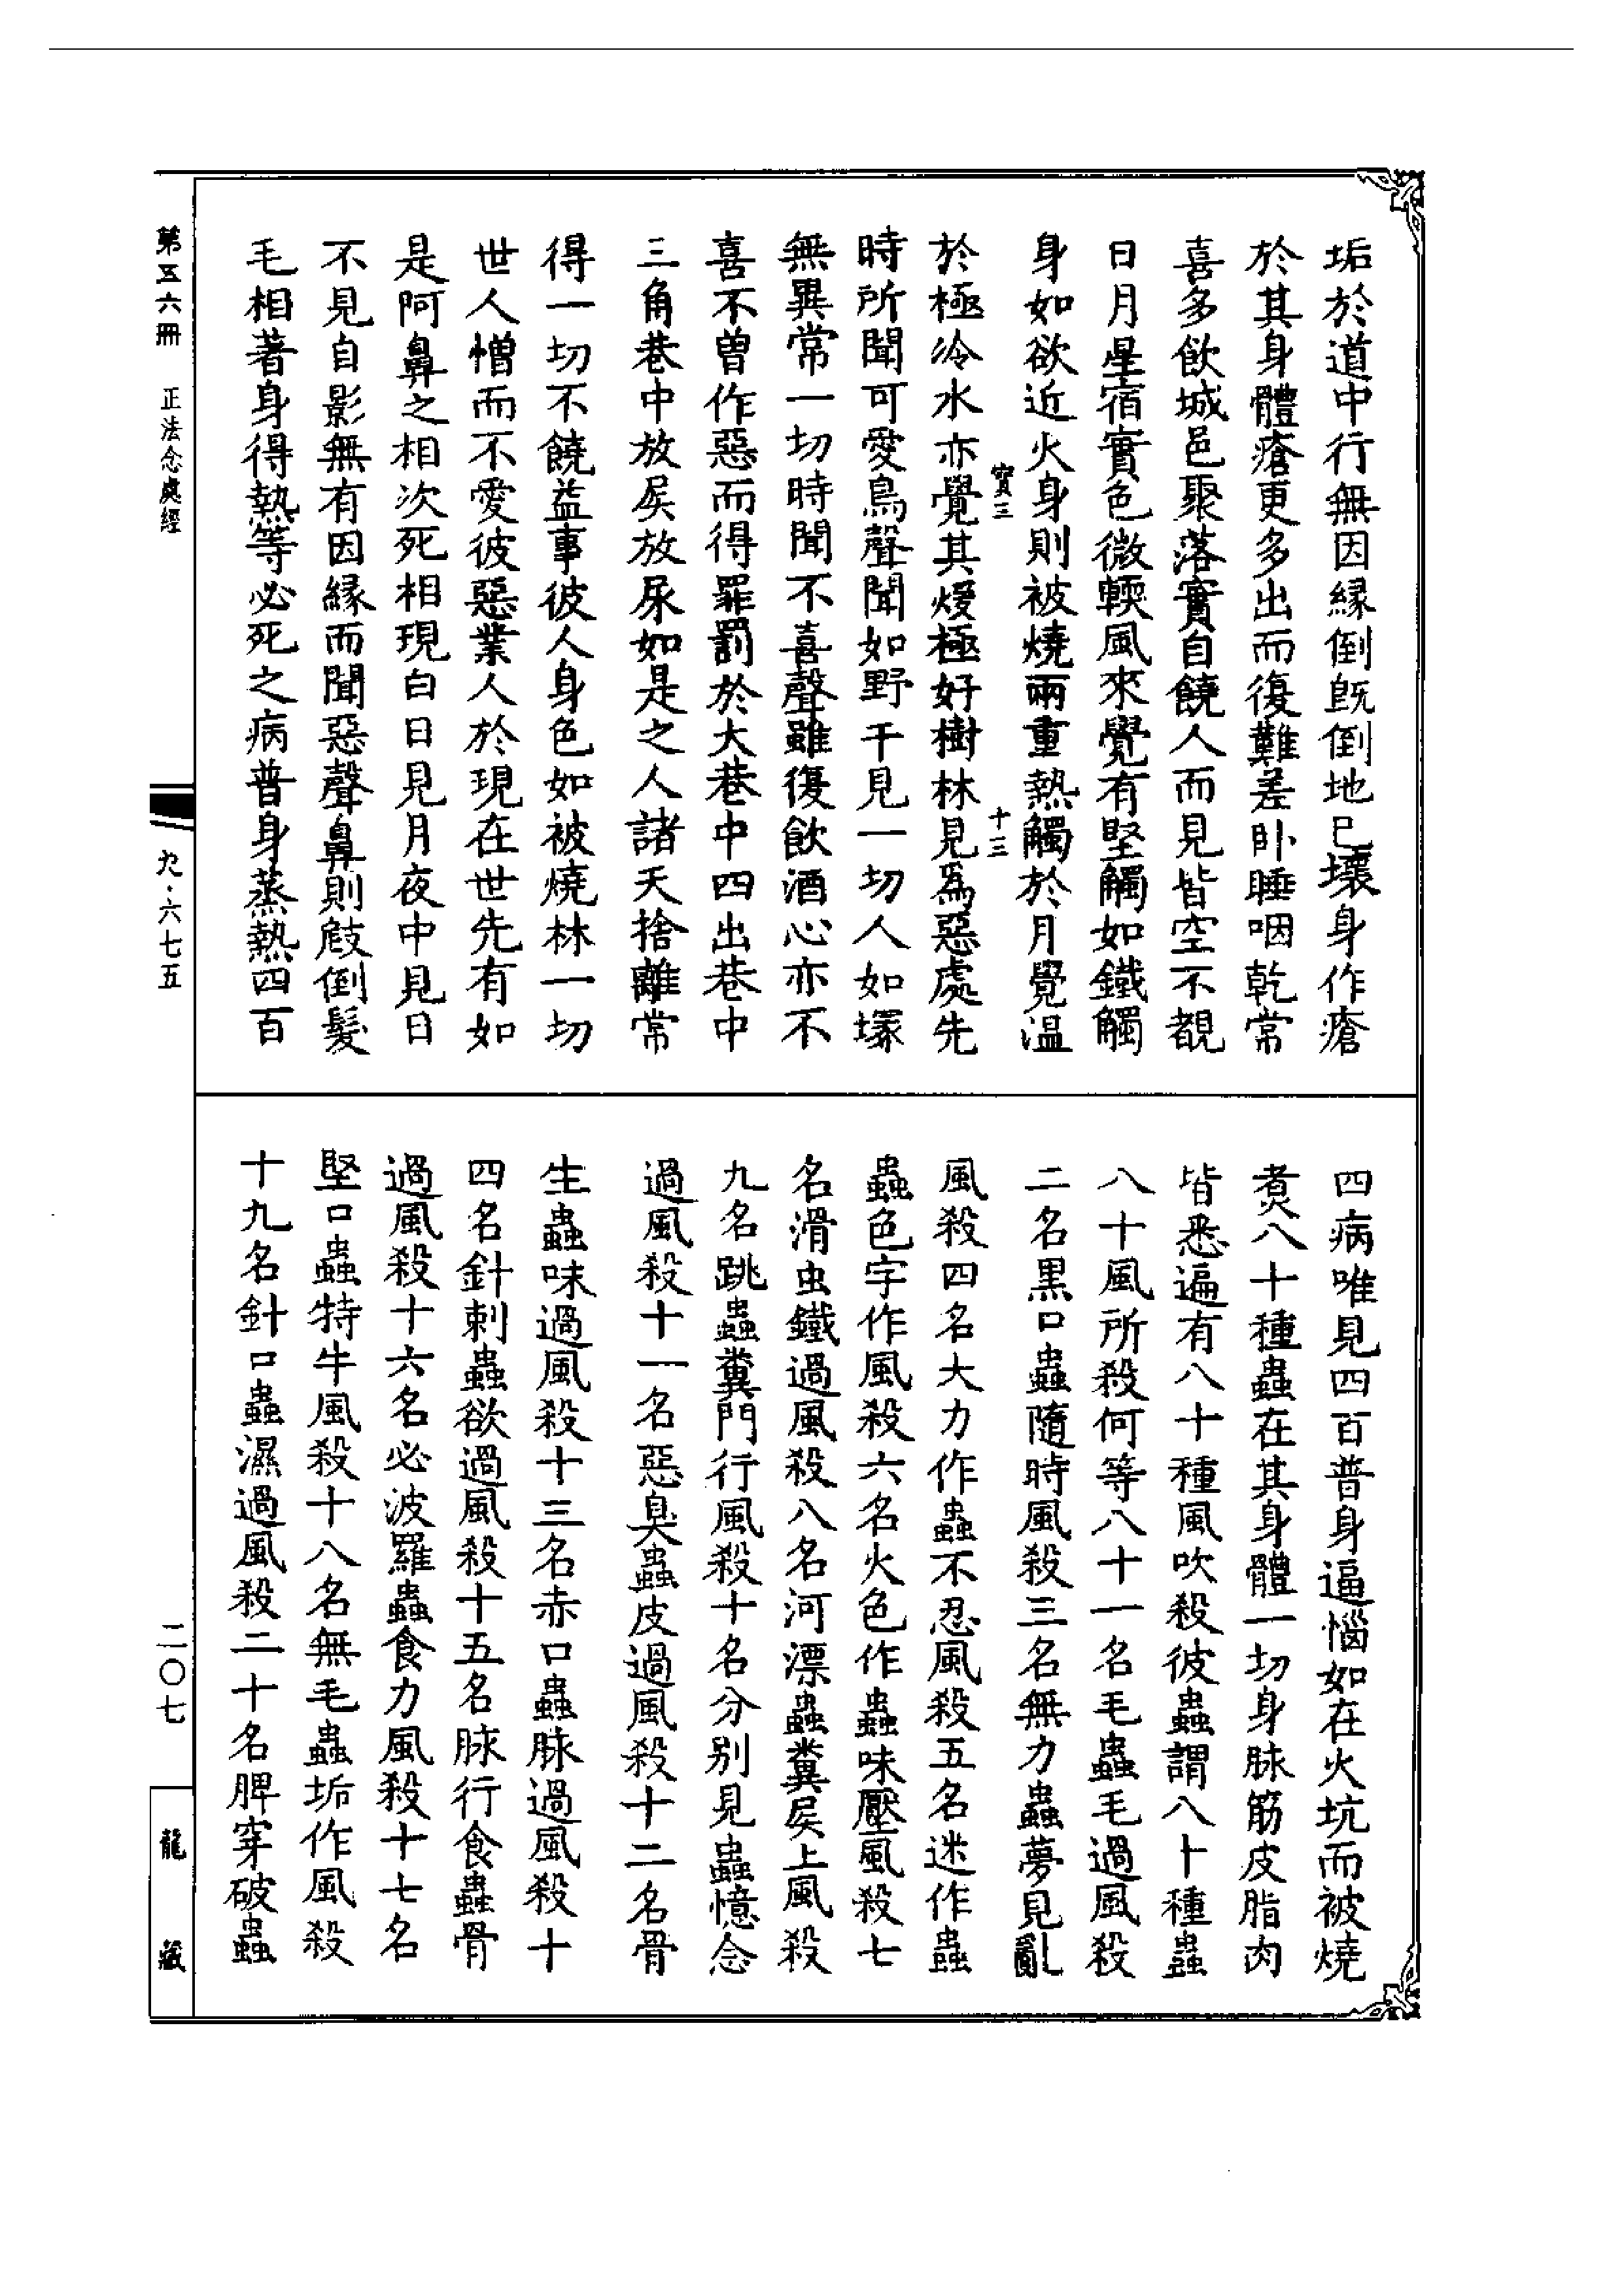 垢於道中行無因緣倒既倒地已壞身作瘡
於其身體瘡更多出而復難差卧睡咽乾常
喜多飲城邑聚落實自饒人而見皆空不覩
日月星宿實色微輭風來覺有堅觸如鐵觸
身如欲近火身則被燒兩重熱觸於月覺温
寳三 十三
於極冷水亦覺其煖極好樹林見為惡處先
時所聞可愛鳥聲聞如野干見一切人如塚
無異常一切時聞不喜聲雖復飲酒心亦不
喜不曾作惡而得罪罰於大巷中四出巷中
三角巷中放屎放尿如是之人諸天捨離常
得一切不饒益事彼人身色如被燒林一切
世人憎而不愛彼惡業人於現在世先有如
是阿鼻之相次死相現白日見月夜中見日
不見自影無有因緣而聞惡聲鼻則㩻倒髮
毛相著身得熱等必死之病普身蒸熱四百
四病唯見四百普身逼惱如在火坑而被燒
煑八十種蟲在其身體一切身脉筋皮脂肉
皆悉遍有八十種風吹殺彼蟲謂八十種蟲
八十風所殺何等八十一名毛蟲毛過風殺
二名黒口蟲隨時風殺三名無力蟲夢見亂
風殺四名大力作蟲不忍風殺五名迷作蟲
蟲色字作風殺六名火色作蟲味壓風殺七
名滑虫鐵過風殺八名河漂蟲糞屎上風殺
九名跳蟲糞門行風殺十名分别見蟲憶念
過風殺十一名惡臭蟲皮過風殺十二名骨
生蟲味過風殺十三名赤口蟲脉過風殺十
四名針刺蟲欲過風殺十五名脉行食蟲骨
過風殺十六名必波羅蟲食力風殺十七名
堅口蟲特牛風殺十八名無毛蟲垢作風殺
十九名針口蟲濕過風殺二十名脾穿破蟲
第五六冊 正法念處經
九·六七五
二〇七
龍藏